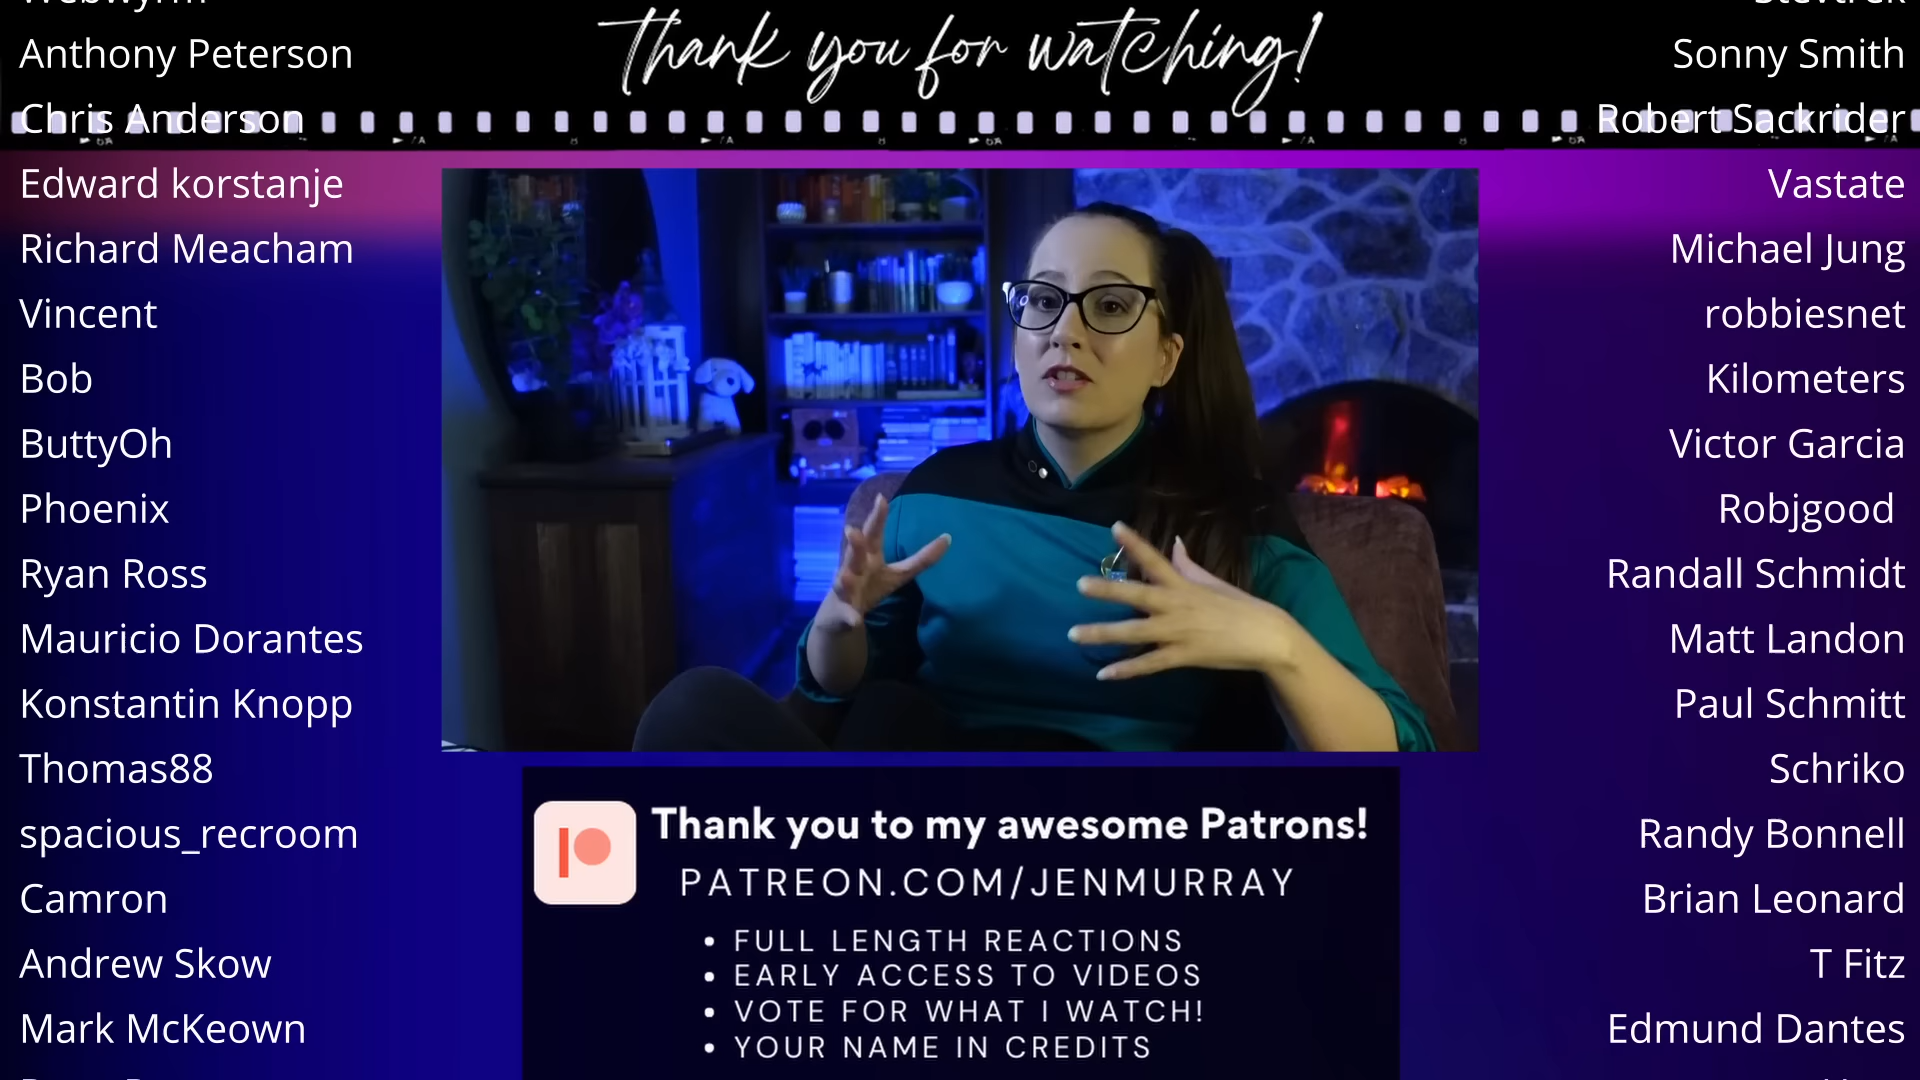 Thank you for watching!
Anthony Peterson
Chris Anderson
Edward korstanje
Richard Meacham
Vincent
Bob
ButtyOh
Phoenix
Ryan Ross
Mauricio Dorantes
Konstantin Knopp
Thomas88
spacious_recroom
Camron
Andrew Skow
Mark McKeown
Sonny Smith
Robert Sackrider
Vastate
Michael Jung
robbiesnet
Kilometers
Victor Garcia
Robjgood
Randall Schmidt
Matt Landon
Paul Schmitt
Schriko
Randy Bonnell
Brian Leonard
T Fitz
Edmund Dantes
Thank you to my awesome Patrons!
PATREON.COM/JENMURRAY
• FULL LENGTH REACTIONS
• EARLY ACCESS TO VIDEOS
• VOTE FOR WHAT I WATCH!
• YOUR NAME IN CREDITS